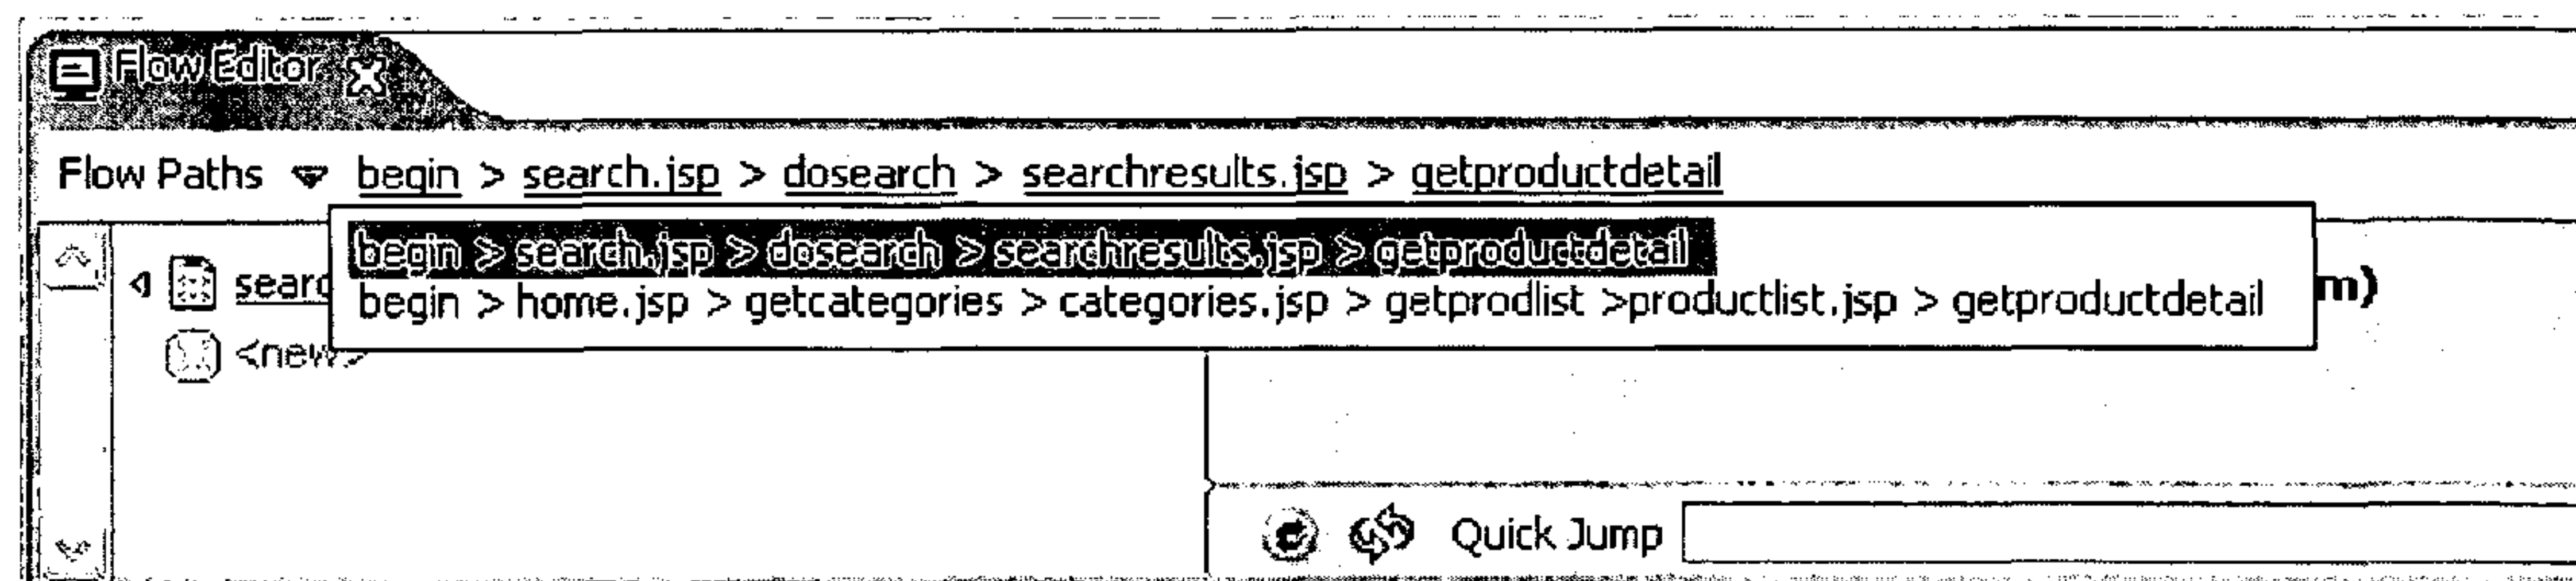 Flow Editor
Flow Paths begin > search.jsp > dosearch > searchresults.jsp > getproductdetail
begin > search.jsp > dosearch > searchresults.jsp > getproductdetail
begin > home.jsp > getcategories > categories.jsp > getprodlist >productlist.jsp > getproductdetail
searc
m)
<new>
Quick Jump